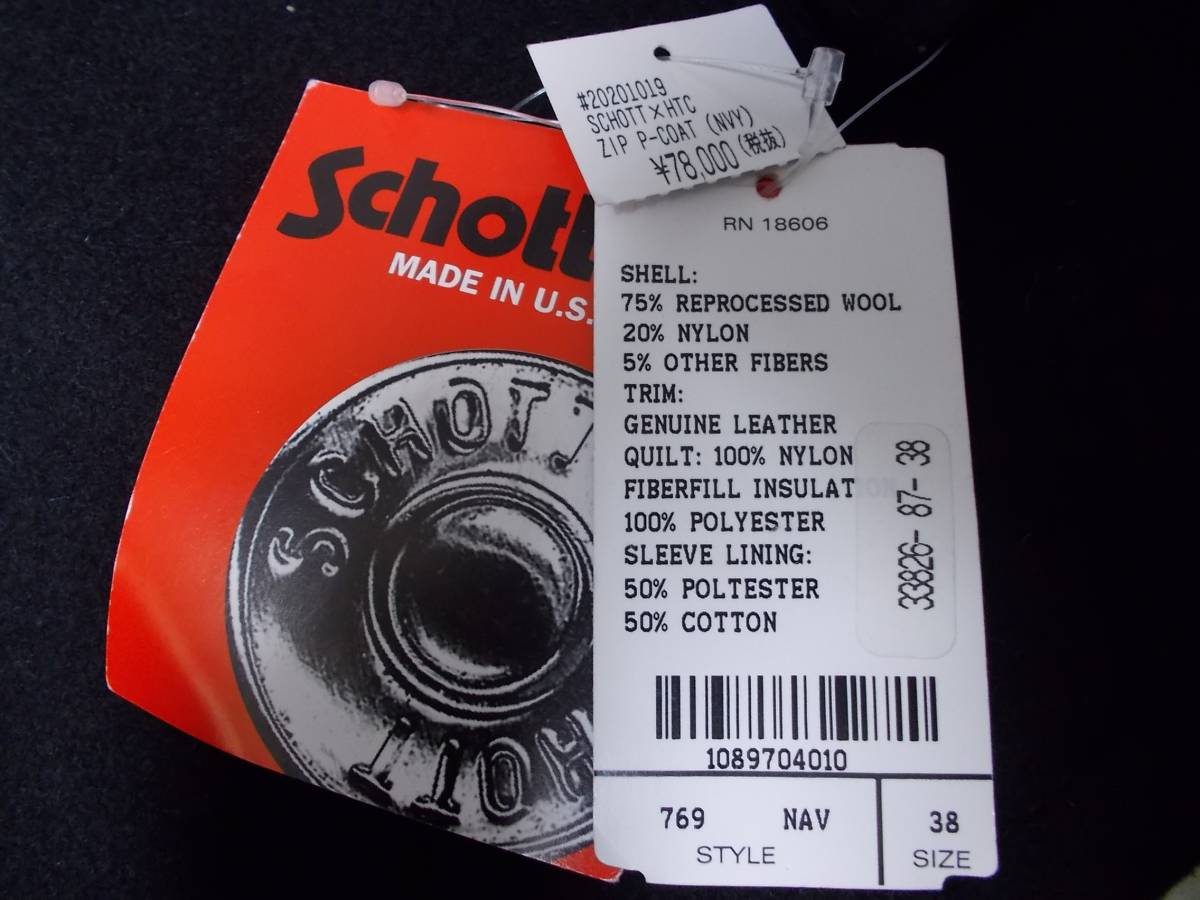 #20201019
SCHOTT×HTC
ZIP P-COAT (NVY)
¥78,000 (税抜)
Schott
MADE IN U.S.
SCHOTT
SCHOTT
RN 18606
SHELL:
75% REPROCESSED WOOL
20% NYLON
5% OTHER FIBERS
TRIM:
GENUINE LEATHER
QUILT: 100% NYLON
FIBERFILL INSULATION
100% POLYESTER
SLEEVE LINING:
50% POLTESTER
50% COTTON
33826- 87- 38
1089704010
769 NAV 38
STYLE SIZE